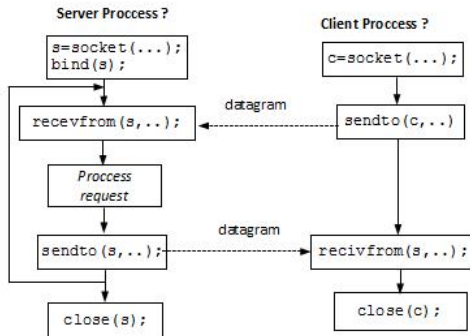 Server Proccess ?
s=socket(...);
bind(s);
recevfrom(s,..);
Proccess
request
sendto(s,..);
close(s);
datagram
datagram
Client Proccess ?
c=socket(...);
sendto(c,..)
recivfrom(s,..);
close(c);